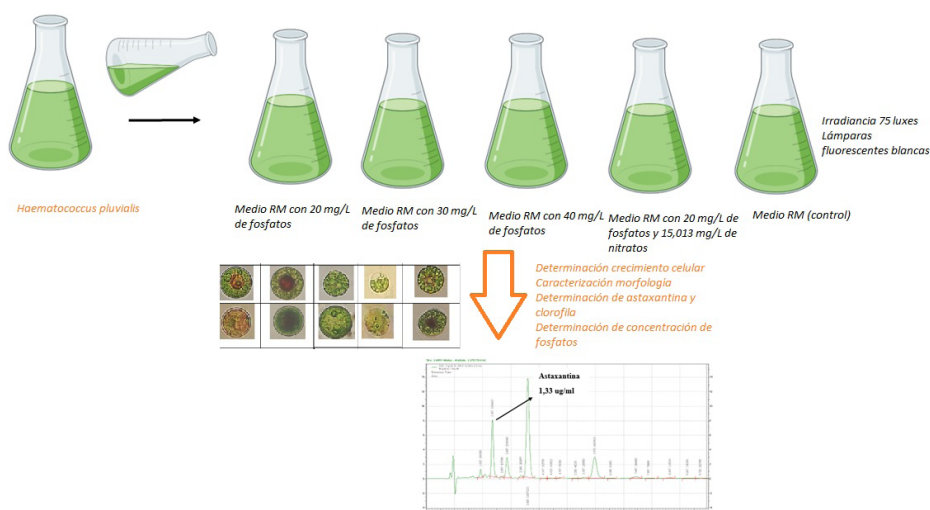 Haematococcus pluvialis
Medio RM con 20 mg/L
de fosfatos
Medio RM con 30 mg/L
de fosfatos
Medio RM con 40 mg/L
de fosfatos
Medio RM con 20 mg/L de
fosfatos y 15,013 mg/L de
nitratos
Medio RM (control)
Irradiancia 75 luxes
Lámparas
fluorescentes blancas
Determinación crecimiento celular
Caracterización morfología
Determinación de astaxantina y
clorofila
Determinación de concentración de
fosfatos
Astaxantina
1,33 ug/ml